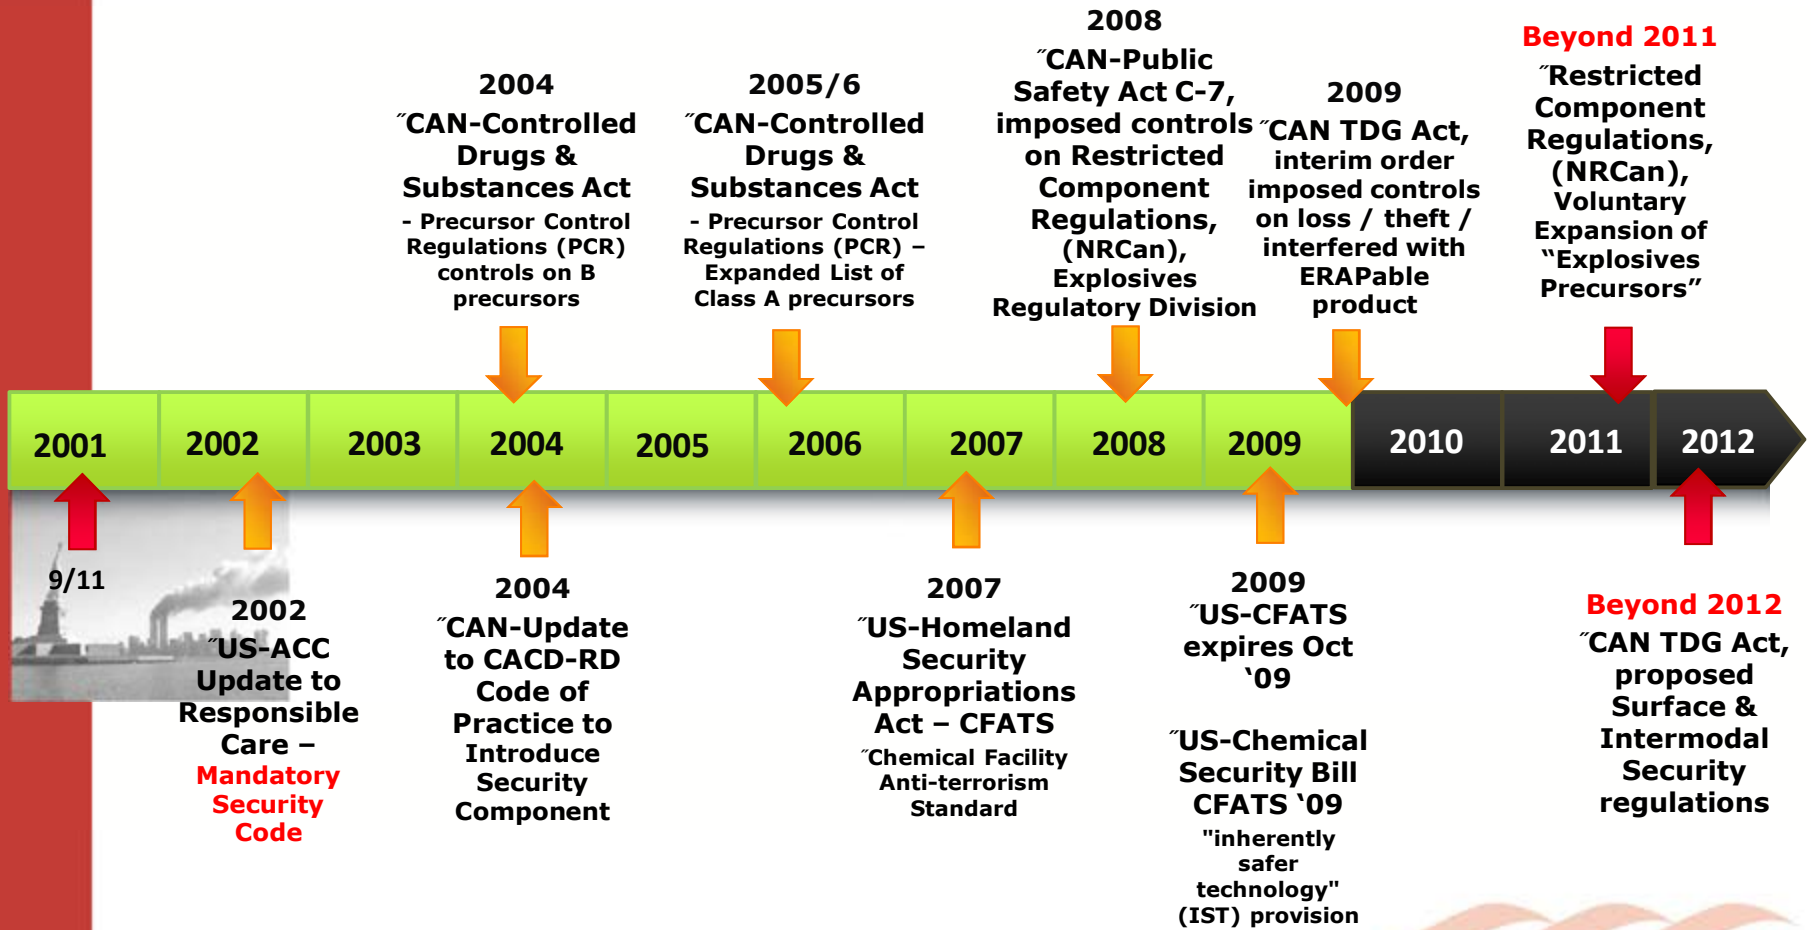 2004
˝CAN-Controlled
Drugs &
Substances Act
- Precursor Control
Regulations (PCR)
controls on B
precursors
2005/6
˝CAN-Controlled
Drugs &
Substances Act
- Precursor Control
Regulations (PCR) –
Expanded List of
Class A precursors
2008
˝CAN-Public
Safety Act C-7,
imposed controls
on Restricted
Component
Regulations,
(NRCan),
Explosives
Regulatory Division
2009
˝CAN TDG Act,
interim order
imposed controls
on loss / theft /
interfered with
ERAPable
product
Beyond 2011
˝Restricted
Component
Regulations,
(NRCan),
Voluntary
Expansion of
“Explosives
Precursors”
2001
2002
2003
2004
2005
2006
2007
2008
2009
2010
2011
2012
9/11
2002
˝US-ACC
Update to
Responsible
Care –
Mandatory
Security
Code
2004
˝CAN-Update
to CACD-RD
Code of
Practice to
Introduce
Security
Component
2007
˝US-Homeland
Security
Appropriations
Act – CFATS
˝Chemical Facility
Anti-terrorism
Standard
2009
˝US-CFATS
expires Oct
‘09
˝US-Chemical
Security Bill
CFATS ‘09
"inherently
safer
technology"
(IST) provision
Beyond 2012
˝CAN TDG Act,
proposed
Surface &
Intermodal
Security
regulations